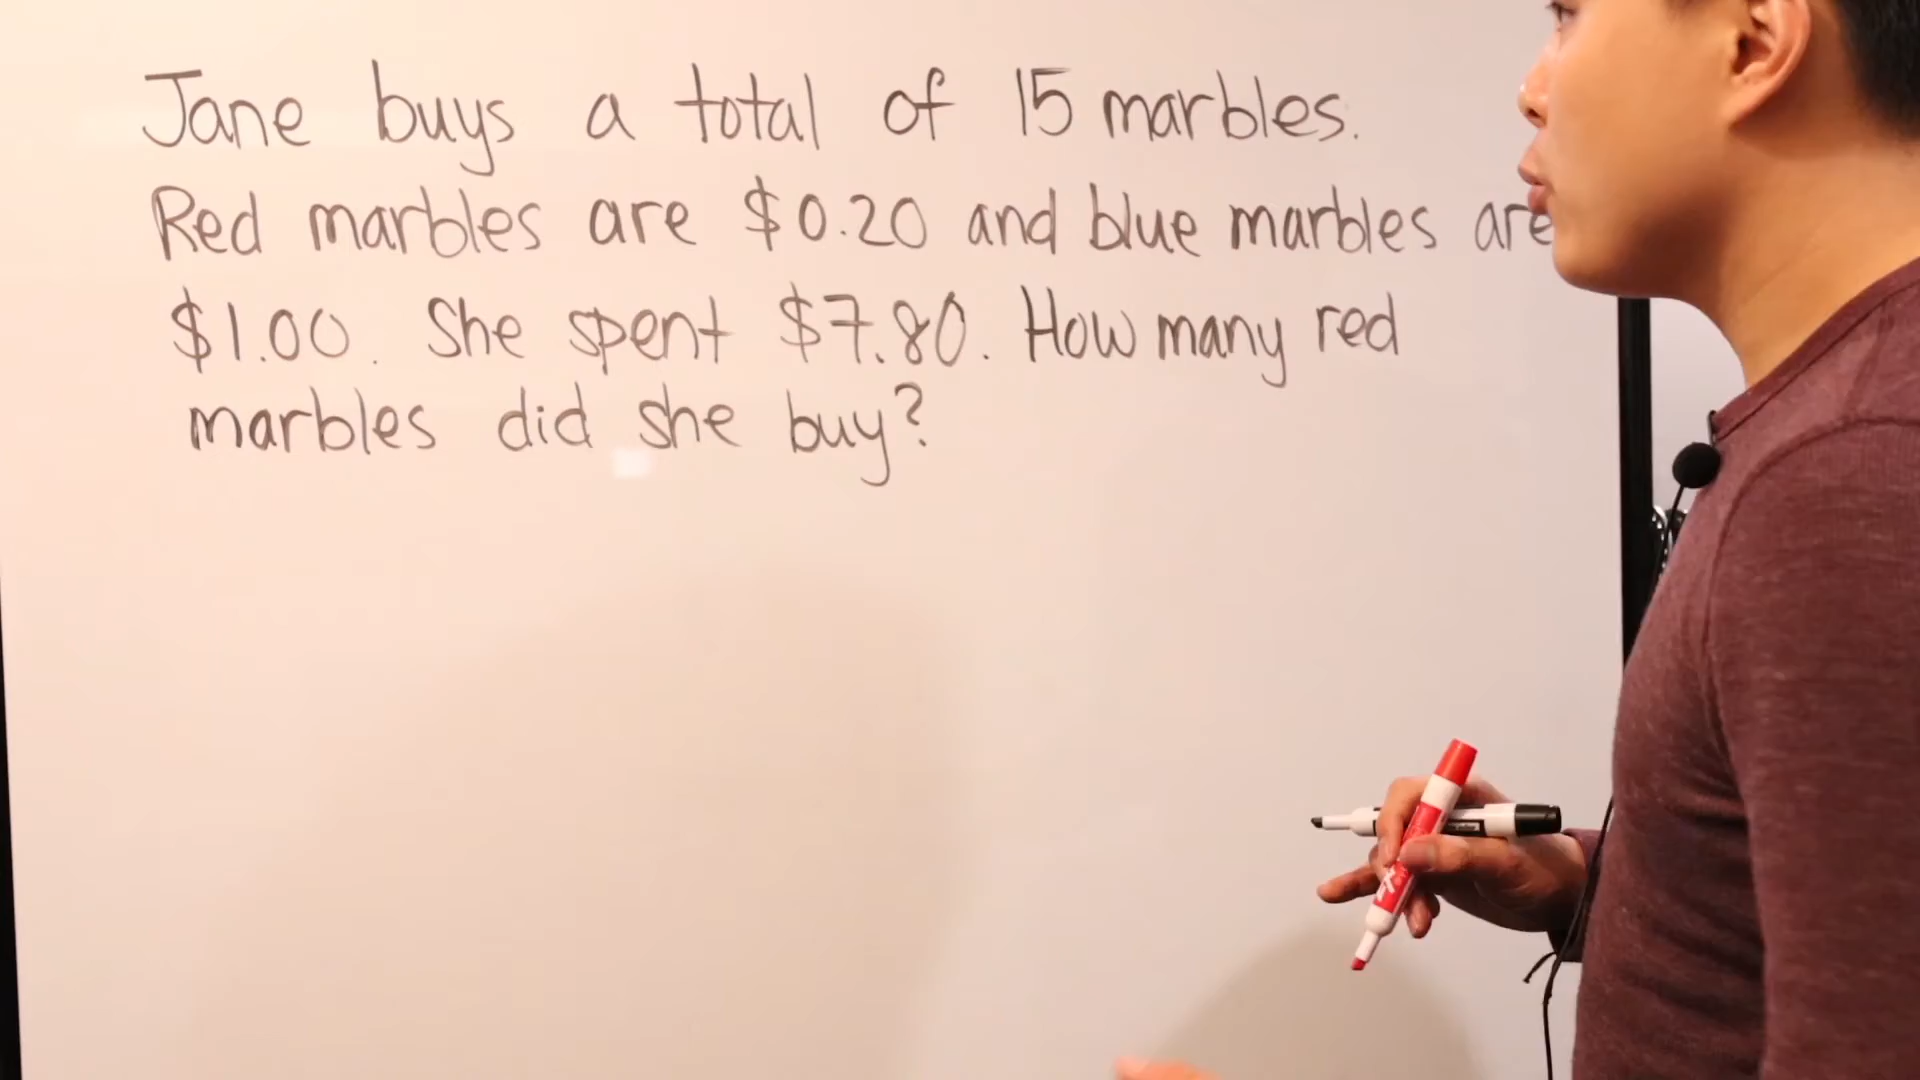 Jane buys a total of 15 marbles.
Red marbles are $0.20 and blue marbles are
$1.00. She spent $7.80. How many red
marbles did she buy?